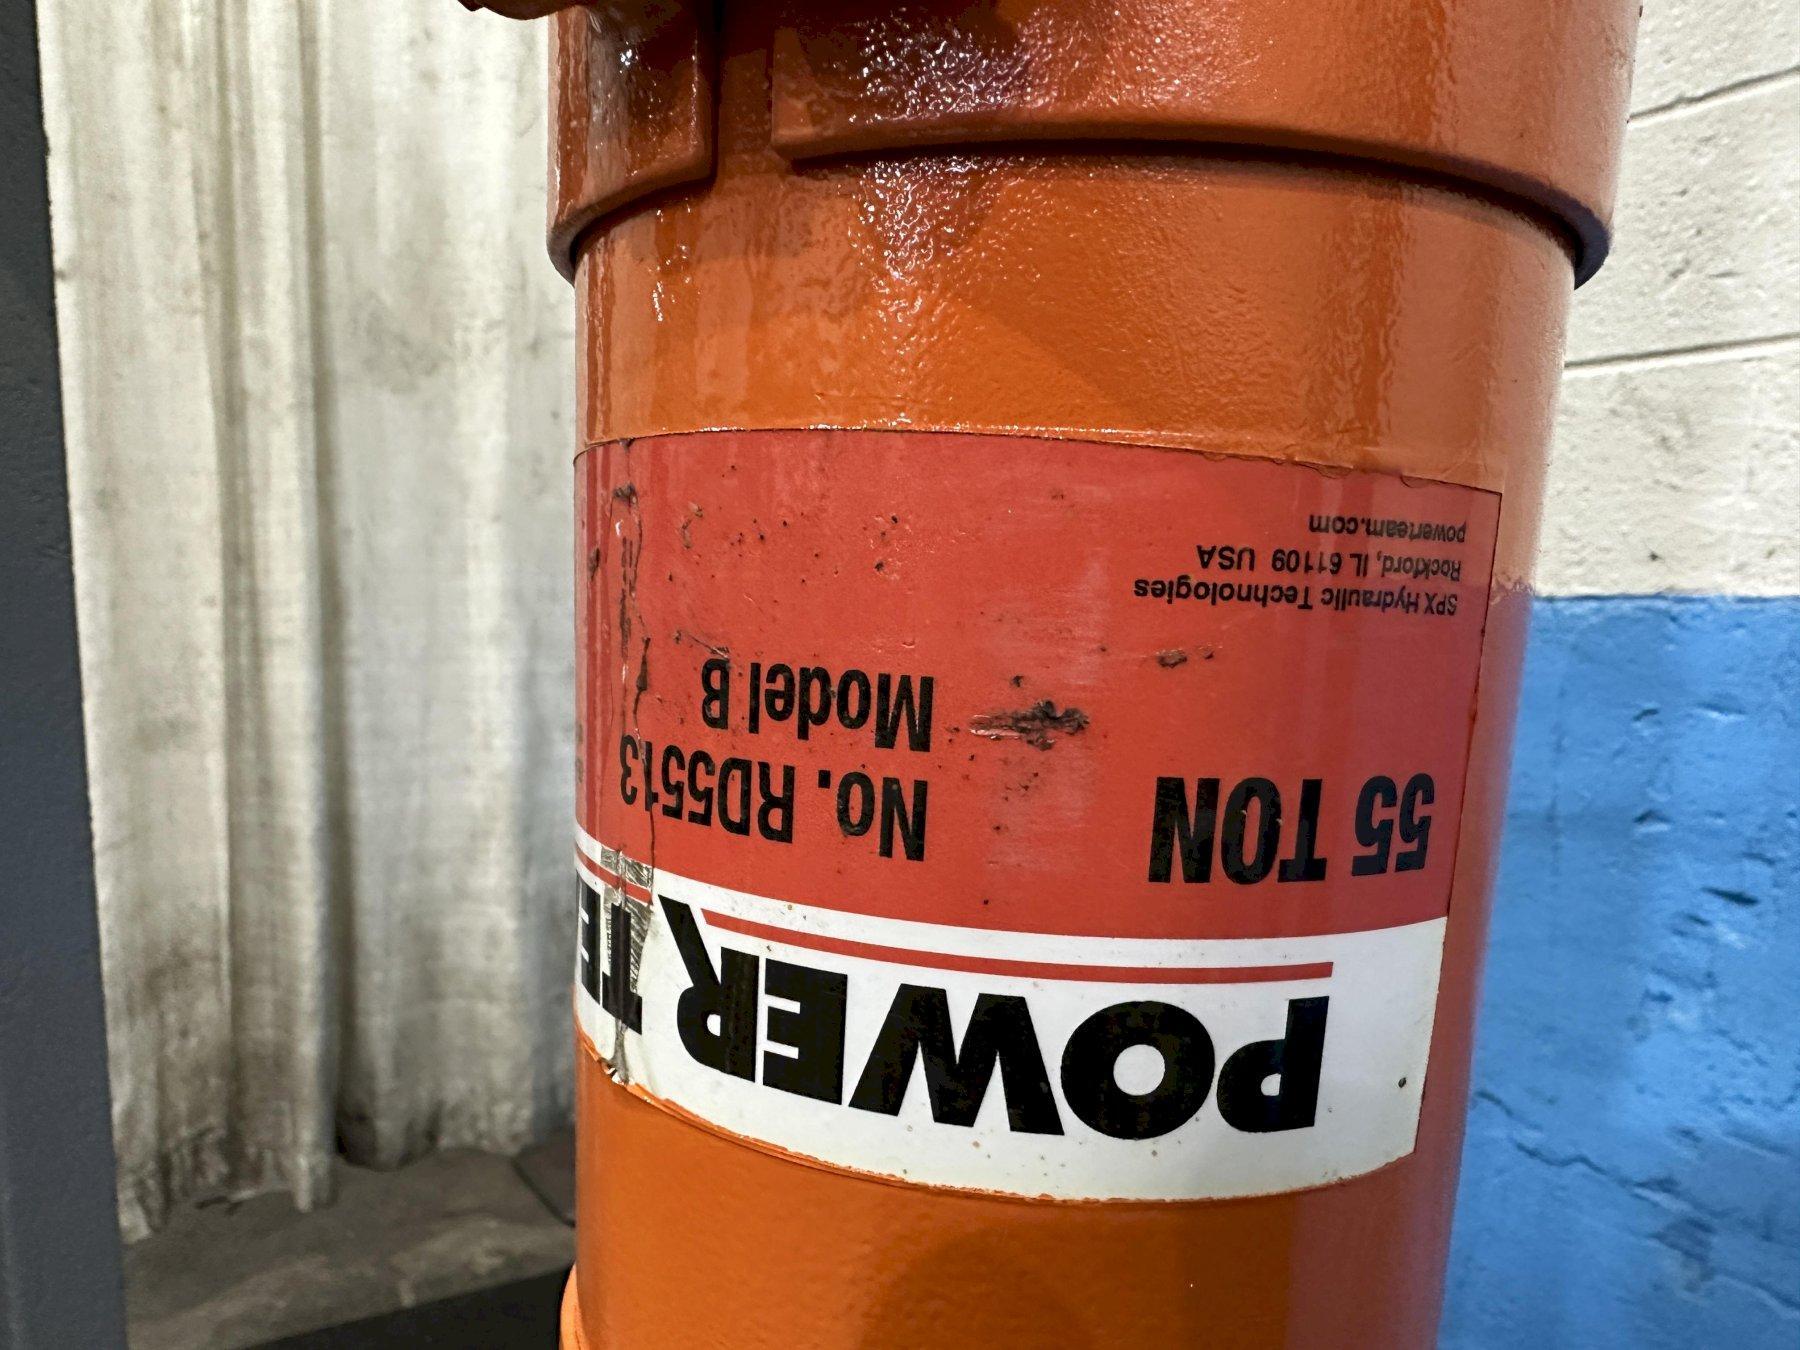 POWER TE
55 TON
No. RD5513
Model B
SPX Hydraulic Technologies
Rockford, IL 61109 USA
powerteam.com